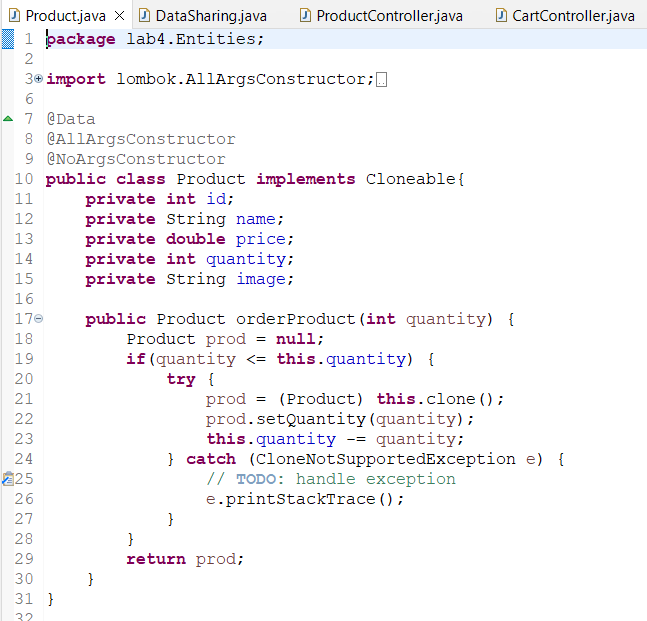 Product.java DataSharing.java ProductController.java CartController.java
1 package lab4.Entities;
2
3 import lombok.AllArgsConstructor;
6
7 @Data
8 @AllArgsConstructor
9 @NoArgsConstructor
10 public class Product implements Cloneable{
11     private int id;
12     private String name;
13     private double price;
14     private int quantity;
15     private String image;
16
17     public Product orderProduct(int quantity) {
18         Product prod = null;
19         if(quantity <= this.quantity) {
20             try {
21                 prod = (Product) this.clone();
22                 prod.setQuantity(quantity);
23                 this.quantity -= quantity;
24             } catch (CloneNotSupportedException e) {
25                 // TODO: handle exception
26                 e.printStackTrace();
27             }
28         }
29         return prod;
30     }
31 }
32